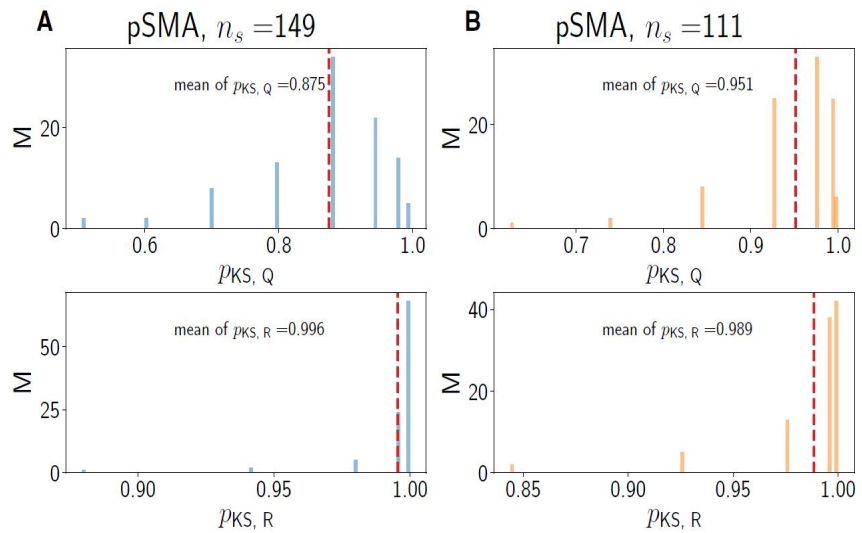 A
pSMA, n_s =149
mean of p_KS, Q =0.875
M
20
0
0.6
0.8
1.0
p_KS, Q
mean of p_KS, R =0.996
M
50
25
0
0.90
0.95
1.00
p_KS, R
B
pSMA, n_s =111
mean of p_KS, Q =0.951
M
20
0
0.7
0.8
0.9
1.0
p_KS, Q
mean of p_KS, R =0.989
M
40
20
0
0.85
0.90
0.95
1.00
p_KS, R